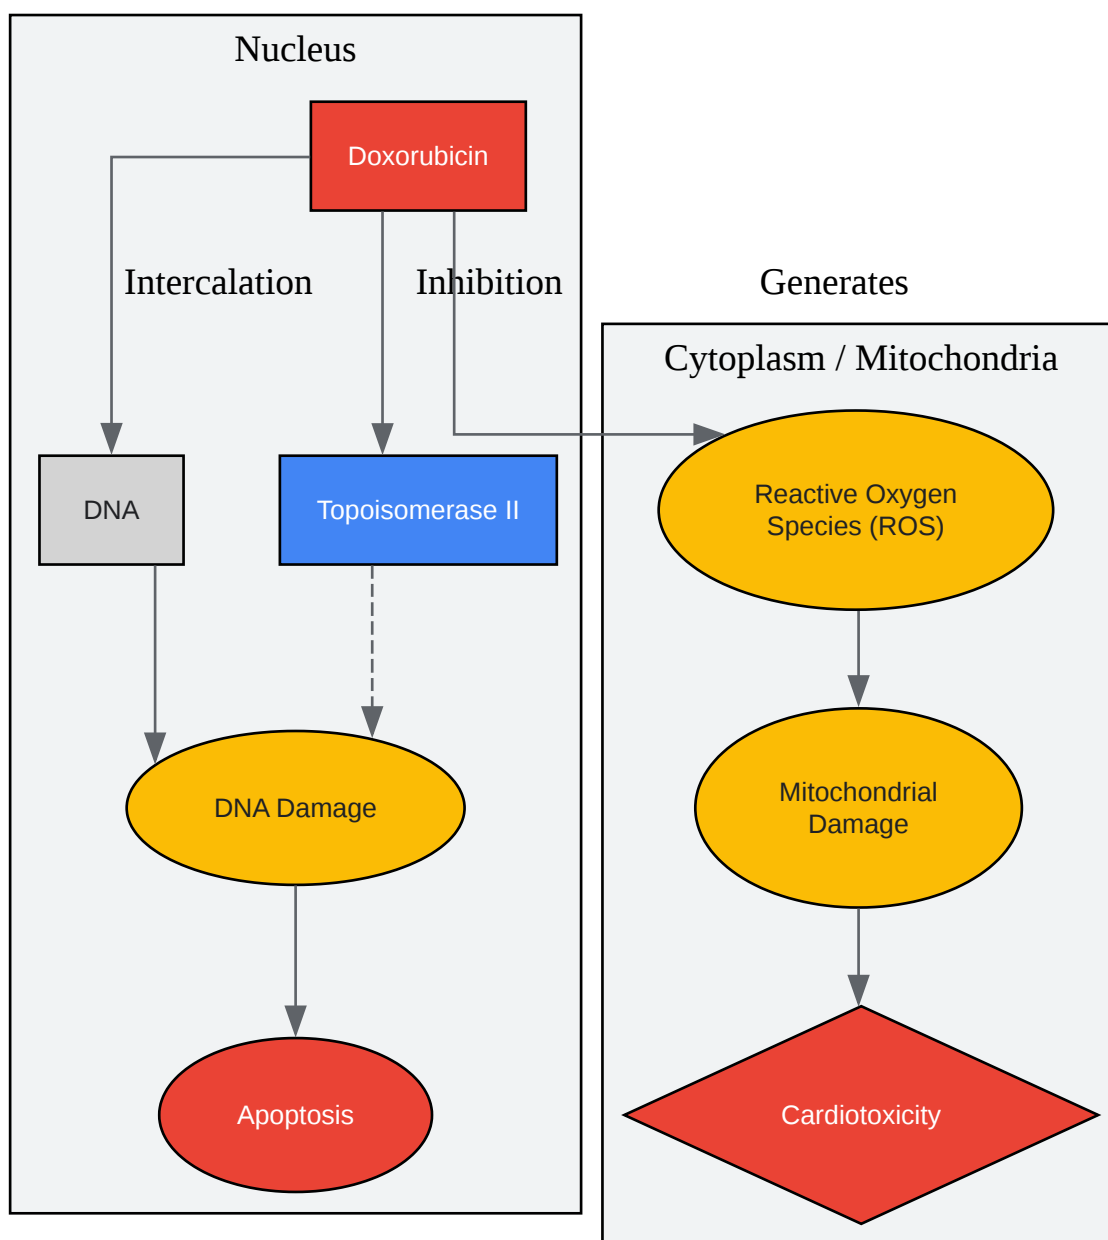 Nucleus
Doxorubicin
Intercalation
Inhibition
Generates
Cytoplasm / Mitochondria
DNA
Topoisomerase II
Reactive Oxygen
Species (ROS)
DNA Damage
Mitochondrial
Damage
Apoptosis
Cardiotoxicity